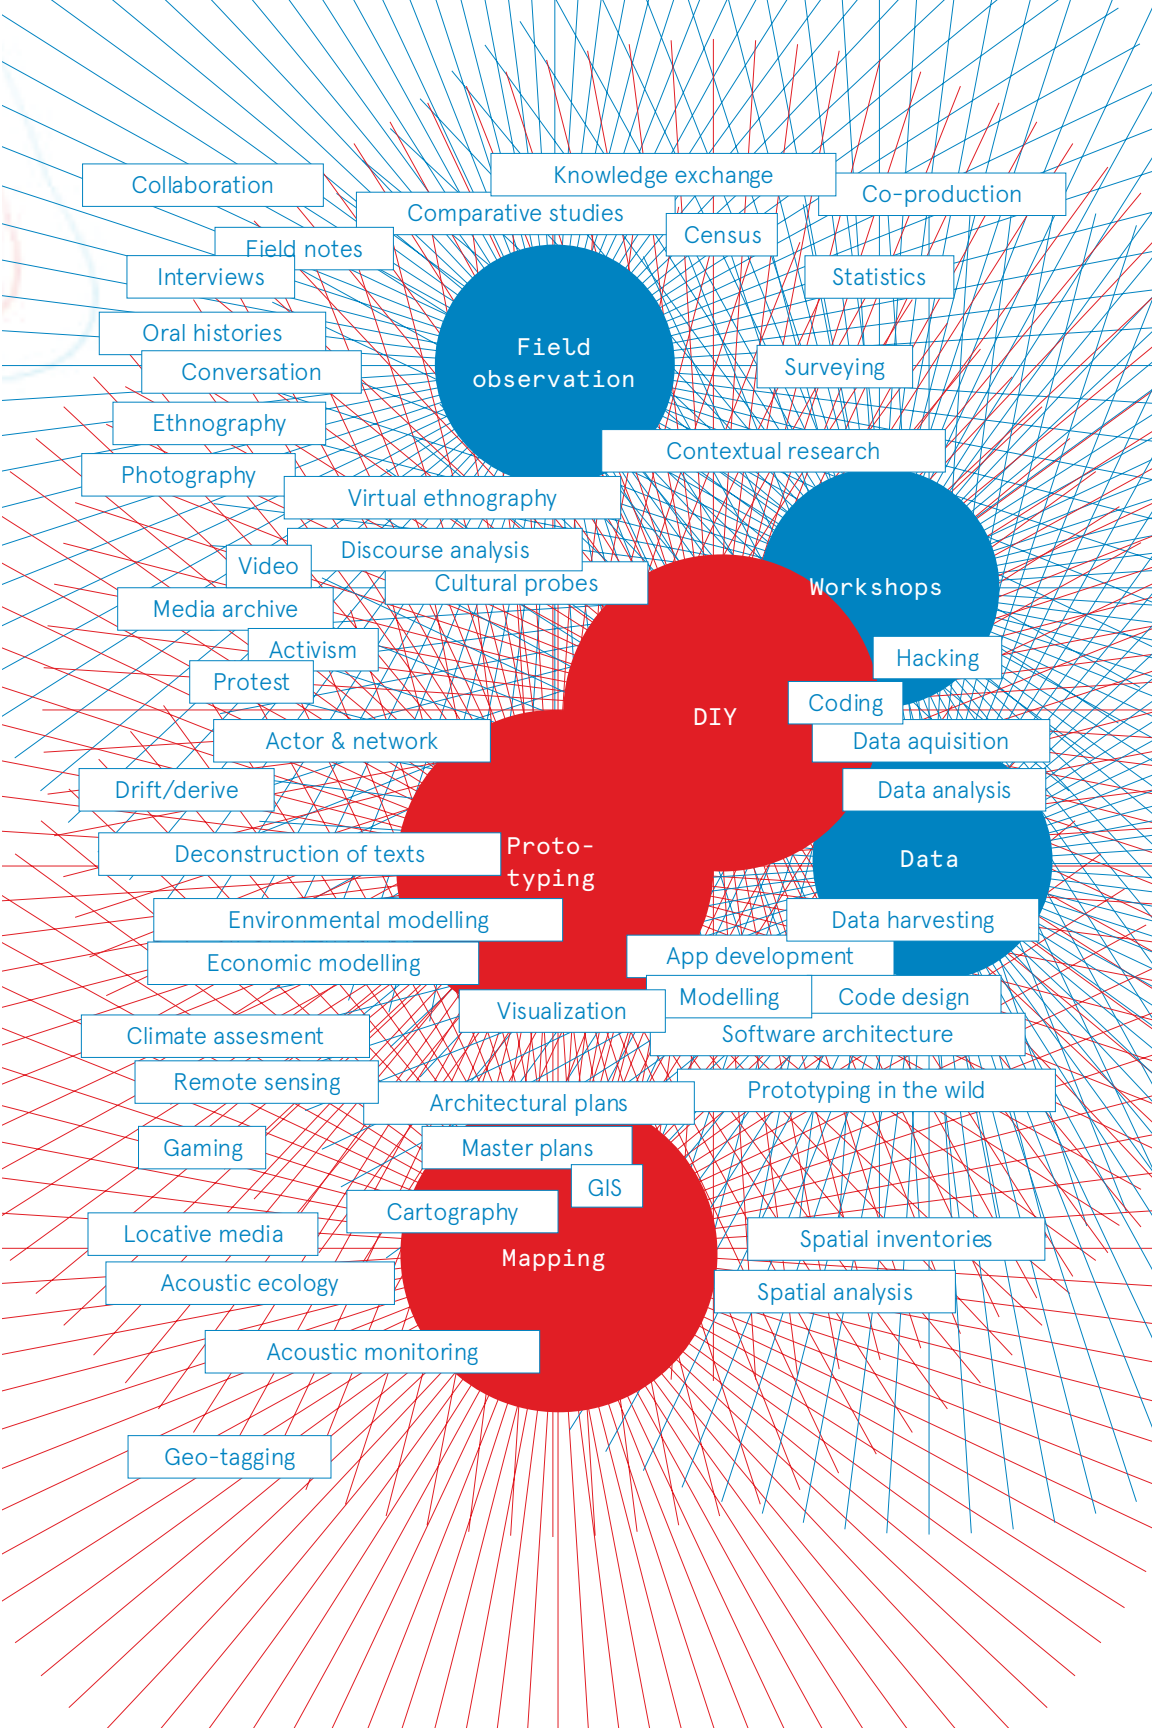 Knowledge exchange
Collaboration
Co-production
Comparative studies
Census
Field notes
Interviews
Statistics
Oral histories
Field
observation
Conversation
Surveying
Ethnography
Contextual research
Photography
Virtual ethnography
Discourse analysis
Video
Cultural probes
Workshops
Media archive
Activism
Hacking
Protest
Coding
DIY
Actor & network
Data aquisition
Drift/derive
Data analysis
Deconstruction of texts
Proto-
typing
Data
Environmental modelling
Data harvesting
App development
Economic modelling
Modelling
Code design
Visualization
Climate assesment
Software architecture
Remote sensing
Prototyping in the wild
Architectural plans
Gaming
Master plans
GIS
Cartography
Locative media
Spatial inventories
Mapping
Acoustic ecology
Spatial analysis
Acoustic monitoring
Geo-tagging